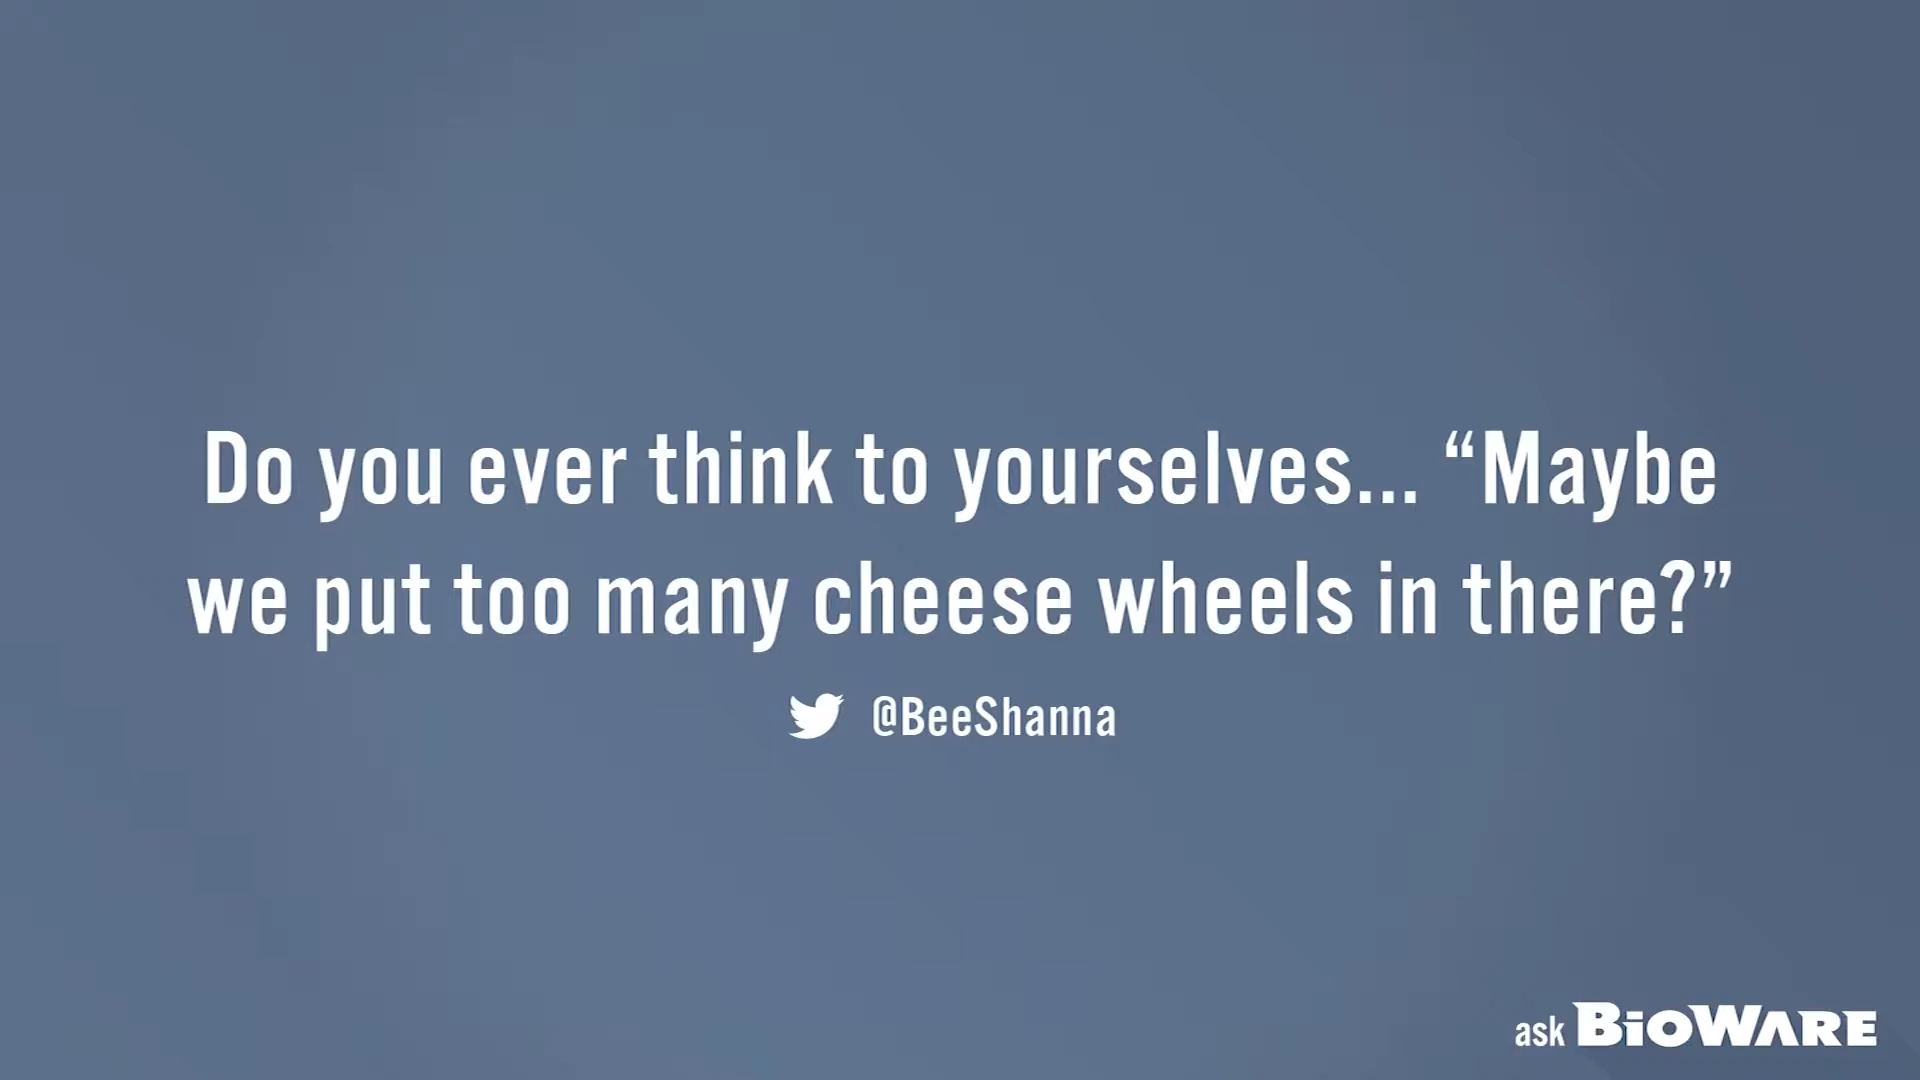 Do you ever think to yourselves... “Maybe
we put too many cheese wheels in there?”
@BeeShanna
ask BioWARE